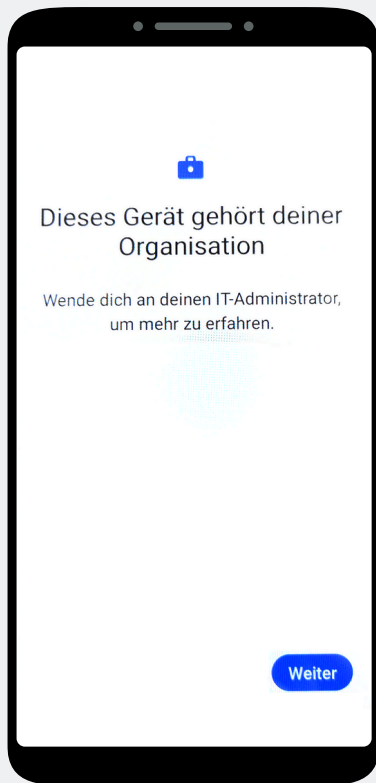 Dieses Gerät gehört deiner
Organisation
Wende dich an deinen IT-Administrator,
um mehr zu erfahren.
Weiter